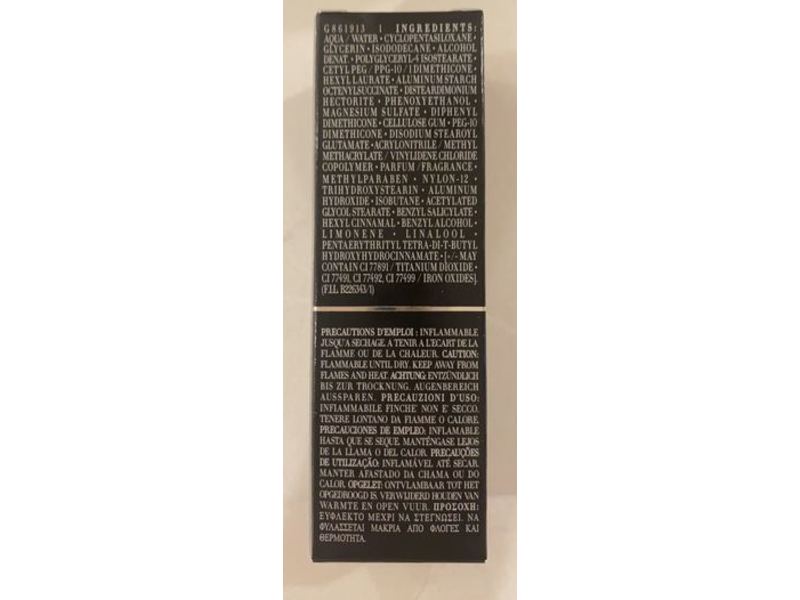 G861913 1 INGREDIENTS:
AQUA / WATER • CYCLOPENTASILOXANE •
GLYCERIN • ISODODECANE • ALCOHOL
DENAT. • POLYGLYCERYL-4 ISOSTEARATE •
CETYL PEG / PPG-10 / 1 DIMETHICONE •
HEXYL LAURATE • ALUMINUM STARCH
OCTENYLSUCCINATE • DISTEARDIMONIUM
HECTORITE • PHENOXYETHANOL •
MAGNESIUM SULFATE • DIPHENYL
DIMETHICONE • CELLULOSE GUM • PEG-10
DIMETHICONE • DISODIUM STEAROYL
GLUTAMATE • ACRYLONITRILE / METHYL
METHACRYLATE / VINYLIDENE CHLORIDE
COPOLYMER • PARFUM / FRAGRANCE •
METHYLPARABEN • NYLON-12 •
TRIHYDROXYSTEARIN • ALUMINUM
HYDROXIDE • ISOBUTANE • ACETYLATED
GLYCOL STEARATE • BENZYL SALICYLATE •
HEXYL CINNAMAL • BENZYL ALCOHOL •
LIMONENE • LINALOOL •
PENTAERYTHRITYL TETRA-DI-T-BUTYL
HYDROXYHYDROCINNAMATE • [+/- MAY
CONTAIN CI 77891 / TITANIUM DIOXIDE •
CI 77491, CI 77492, CI 77499 / IRON OXIDES].
(F.I.L. B226343/1)
PRECAUTIONS D'EMPLOI : INFLAMMABLE
JUSQU'A SECHAGE. A TENIR A L'ECART DE LA
FLAMME OU DE LA CHALEUR. CAUTION:
FLAMMABLE UNTIL DRY. KEEP AWAY FROM
FLAMES AND HEAT. ACHTUNG: ENTZÜNDLICH
BIS ZUR TROCKNUNG. AUGENBEREICH
AUSSPAREN. PRECAUZIONI D'USO:
INFIAMMABILE FINCHE' NON E' SECCO.
TENERE LONTANO DA FIAMME O CALORE.
PRECAUCIONES DE EMPLEO: INFLAMABLE
HASTA QUE SE SEQUE. MANTÉNGASE LEJOS
DE LA LLAMA O DEL CALOR. PRECAUÇÕES
DE UTILIZAÇÃO: INFLAMÁVEL ATÉ SECAR.
MANTER AFASTADO DA CHAMA OU DO
CALOR. OPGELET: ONTVLAMBAAR TOT HET
OPGEDROOGD IS. VERWIJDERD HOUDEN VAN
WARMTE EN OPEN VUUR. ΠΡΟΣΟΧΗ:
ΕΥΦΛΕΚΤΟ ΜΕΧΡΙ ΝΑ ΣΤΕΓΝΩΣΕΙ. ΝΑ
ΦΥΛΑΣΣΕΤΑΙ ΜΑΚΡΙΑ ΑΠΟ ΦΛΟΓΕΣ ΚΑΙ
ΘΕΡΜΟΤΗΤΑ.